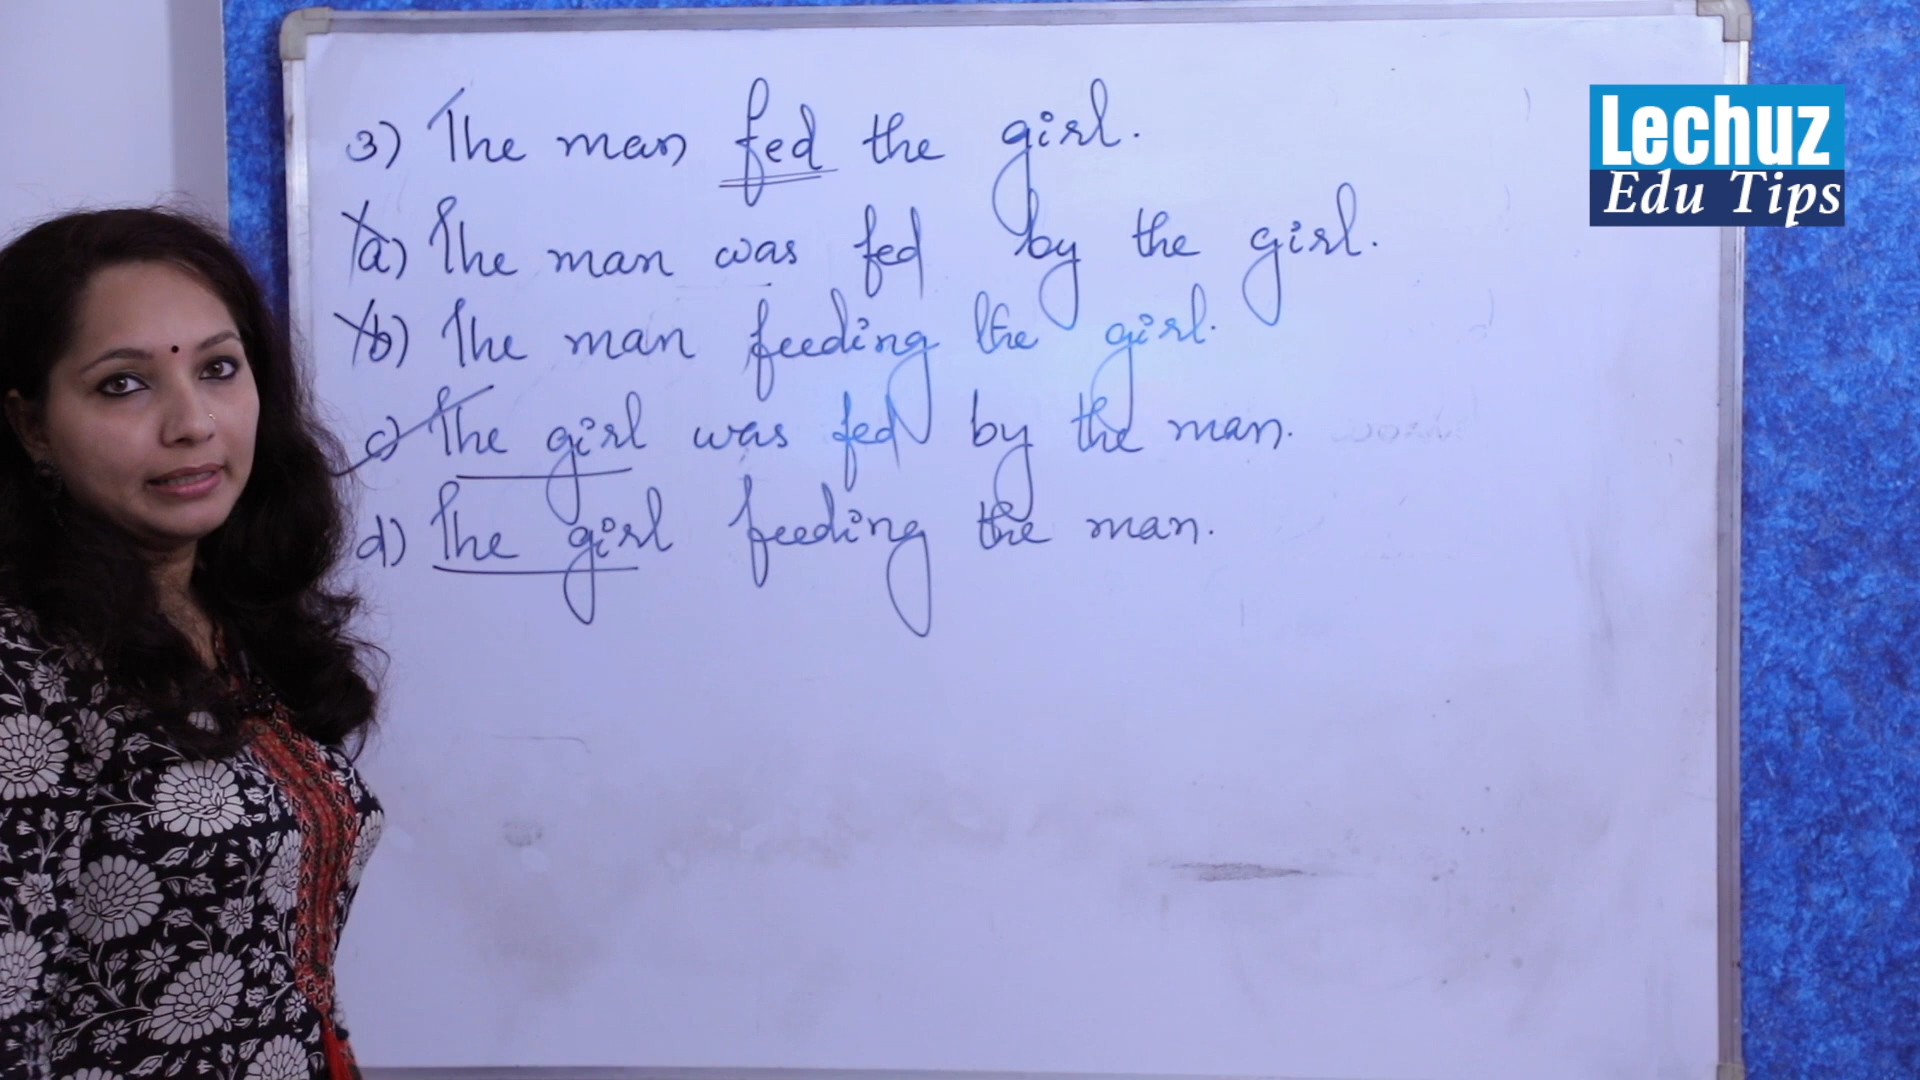 3) The man fed the girl.
a) The man was fed by the girl.
b) The man feeding the girl.
c) The girl was fed by the man.
d) The girl feeding the man.
Lechuz
Edu Tips